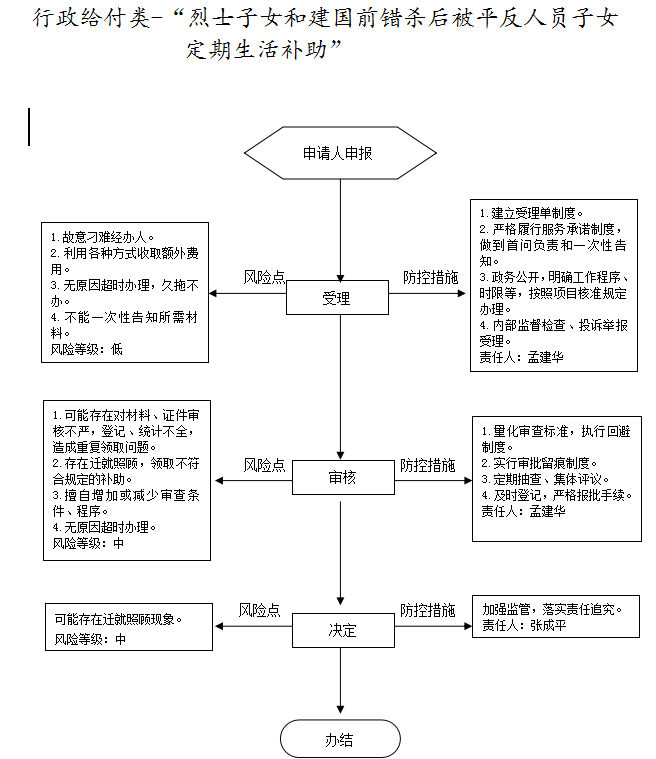 行政给付类-“烈士子女和建国前错杀后被平反人员子女
定期生活补助”
申请人申报
1.故意刁难经办人。
2.利用各种方式收取额外费
用。
3.无原因超时办理，久拖不
办。
4.不能一次性告知所需材
料。
风险等级：低
风险点
受理
防控措施
1.建立受理单制度。
2.严格履行服务承诺制度，
做到首问负责和一次性告
知。
3.政务公开，明确工作程序、
时限等，按照项目核准规定
办理。
4.内部监督检查、投诉举报
受理。
责任人：孟建华
1.可能存在对材料、证件审
核不严，登记、统计不全，
造成重复领取问题。
2.存在迁就照顾，领取不符
合规定的补助。
3.擅自增加或减少审查条
件、程序。
4.无原因超时办理。
风险等级：中
风险点
审核
防控措施
1.量化审查标准，执行回避
制度。
2.实行审批留痕制度。
3.定期抽查、集体评议。
4.及时登记，严格报批手续。
责任人：孟建华
可能存在迁就照顾现象。
风险等级：中
风险点
决定
防控措施
加强监管，落实责任追究。
责任人：张成平
办结